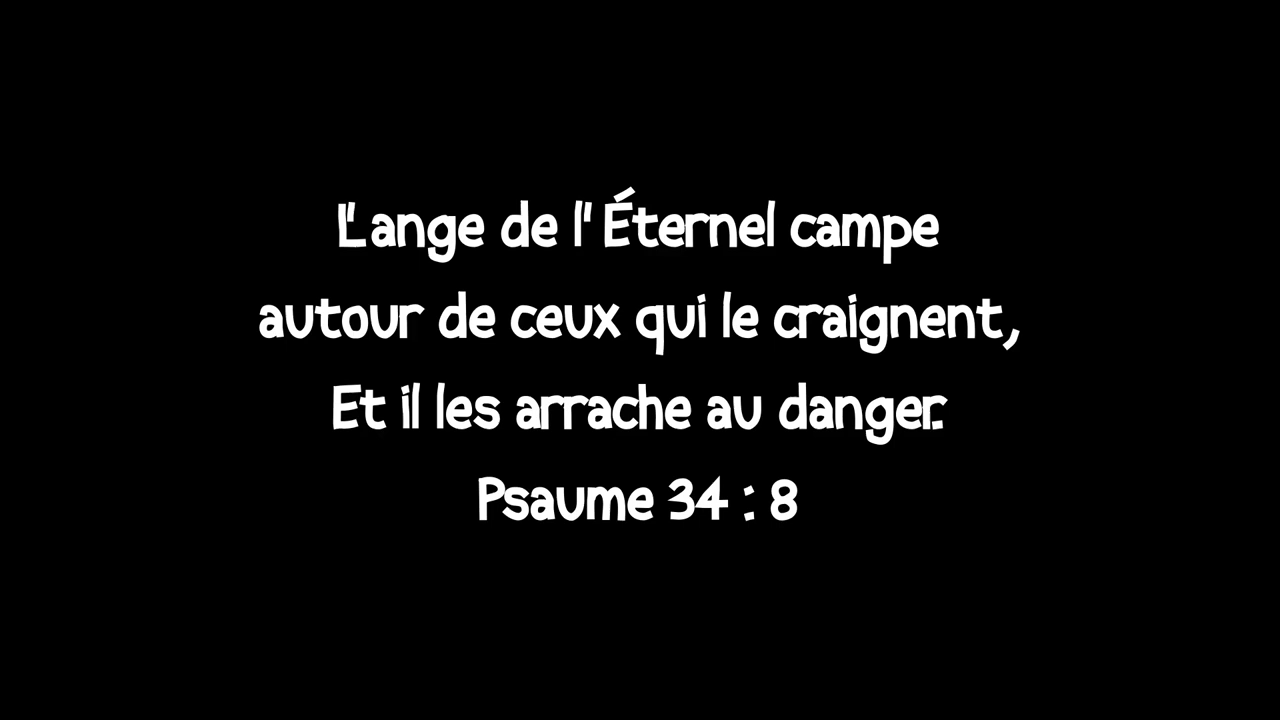 L'ange de l' Éternel campe
autour de ceux qui le craignent,
Et il les arrache au danger.
Psaume 34 : 8